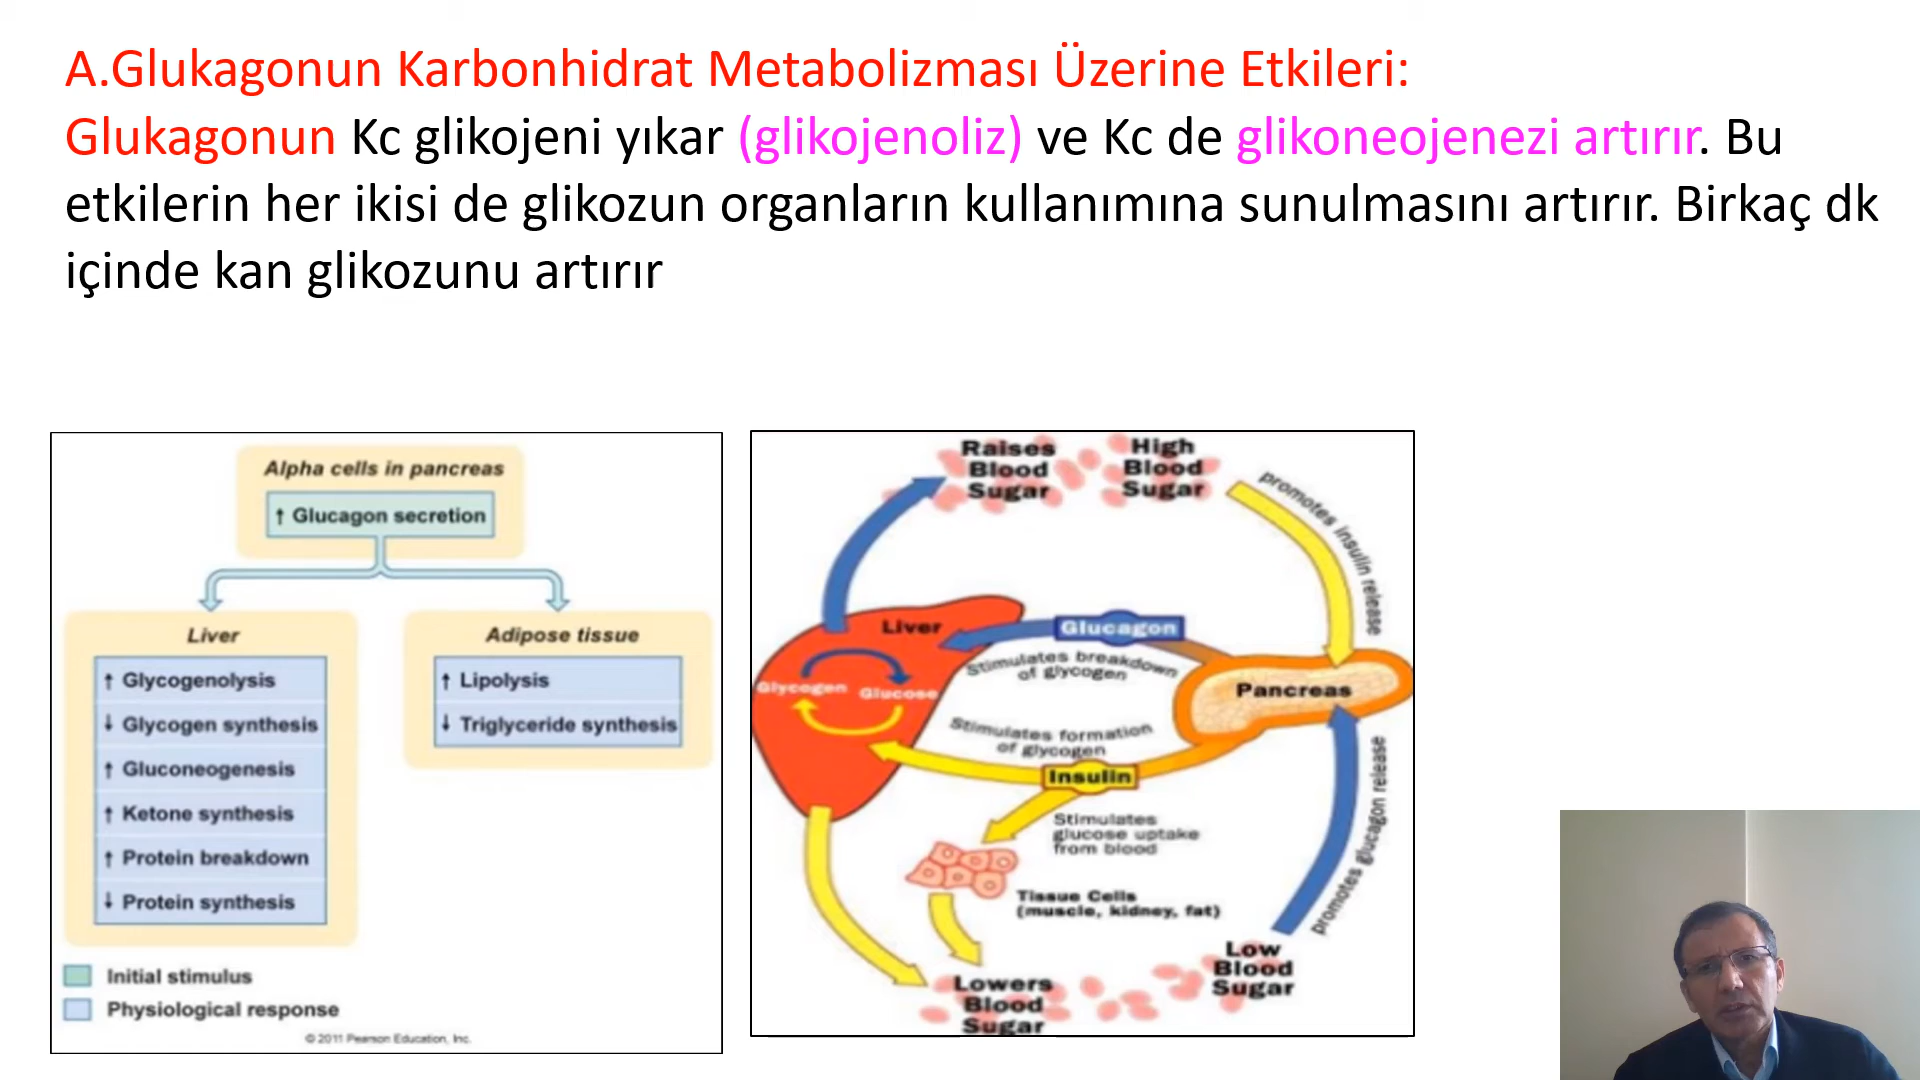 A.Glukagonun Karbonhidrat Metabolizması Üzerine Etkileri:
Glukagonun Kc glikojeni yıkar (glikojenoliz) ve Kc de glikoneojenezi artırır. Bu
etkilerin her ikisi de glikozun organların kullanımına sunulmasını artırır. Birkaç dk
içinde kan glikozunu artırır
Alpha cells in pancreas
↑ Glucagon secretion
Liver
↑ Glycogenolysis
↓ Glycogen synthesis
↑ Gluconeogenesis
↑ Ketone synthesis
↑ Protein breakdown
↓ Protein synthesis
Adipose tissue
↑ Lipolysis
↓ Triglyceride synthesis
Initial stimulus
Physiological response
© 2011 Pearson Education, Inc.
Raises
Blood
Sugar
High
Blood
Sugar
promotes insulin release
Liver
Glucagon
Stimulates breakdown
of glycogen
Glycogen
Glucose
Pancreas
Stimulates formation
of glycogen
Insulin
Stimulates
glucose uptake
from blood
Tissue Cells
(muscle, kidney, fat)
promotes glucagon release
Low
Blood
Sugar
Lowers
Blood
Sugar